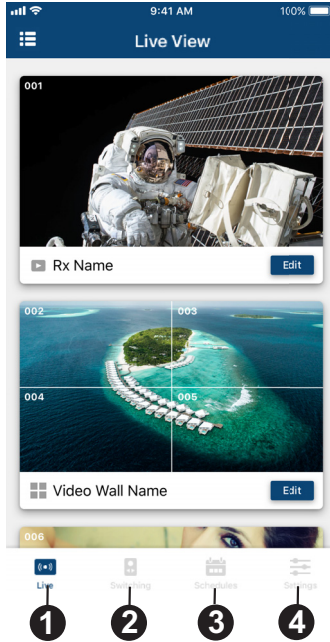 9:41 AM 100%
Live View
001
Rx Name Edit
002 003
004 005
Video Wall Name Edit
006
Live Switching Schedules Settings
1 2 3 4